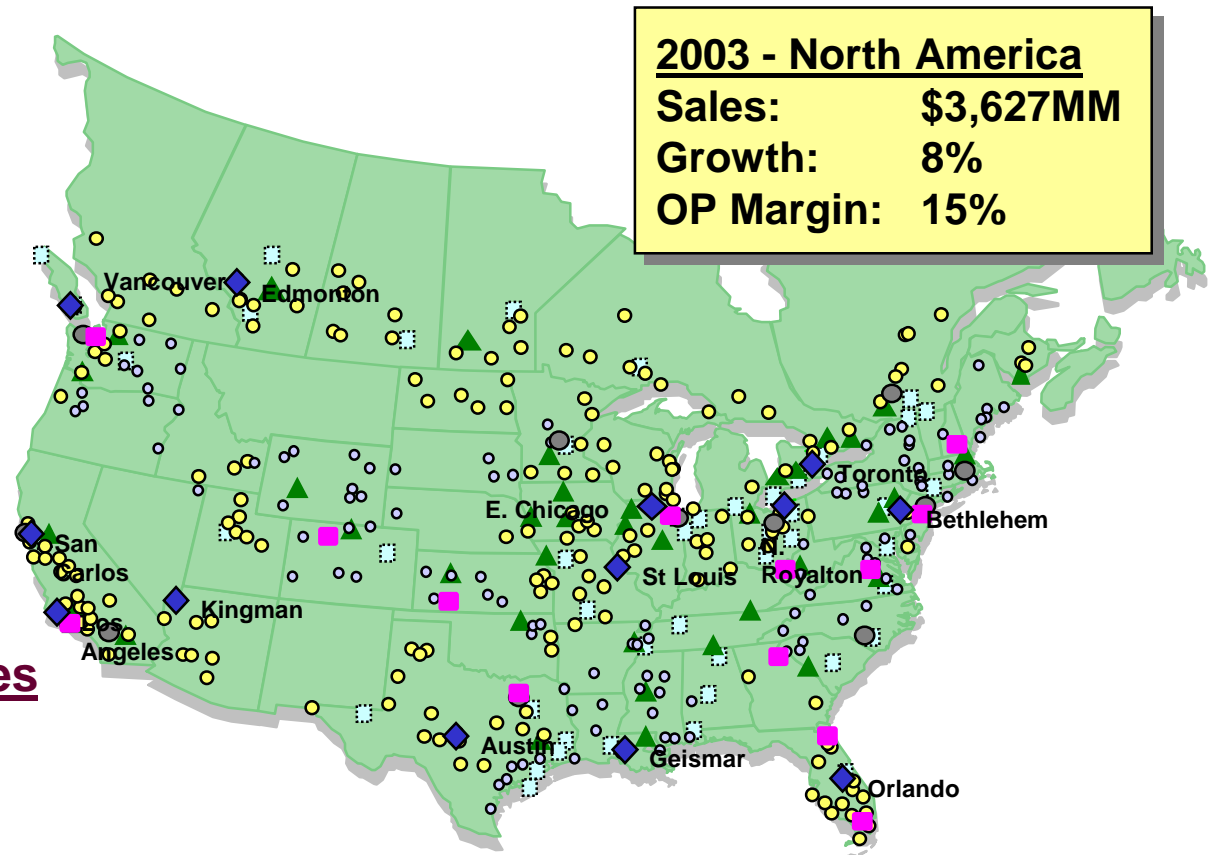 2003 - North America
Sales: $3,627MM
Growth: 8%
OP Margin: 15%
Vancouver
Edmonton
Toronto
E. Chicago
Bethlehem
San
Carlos
N.
Royalton
St Louis
Kingman
Los
Angeles
es
Austin
Geismar
Orlando